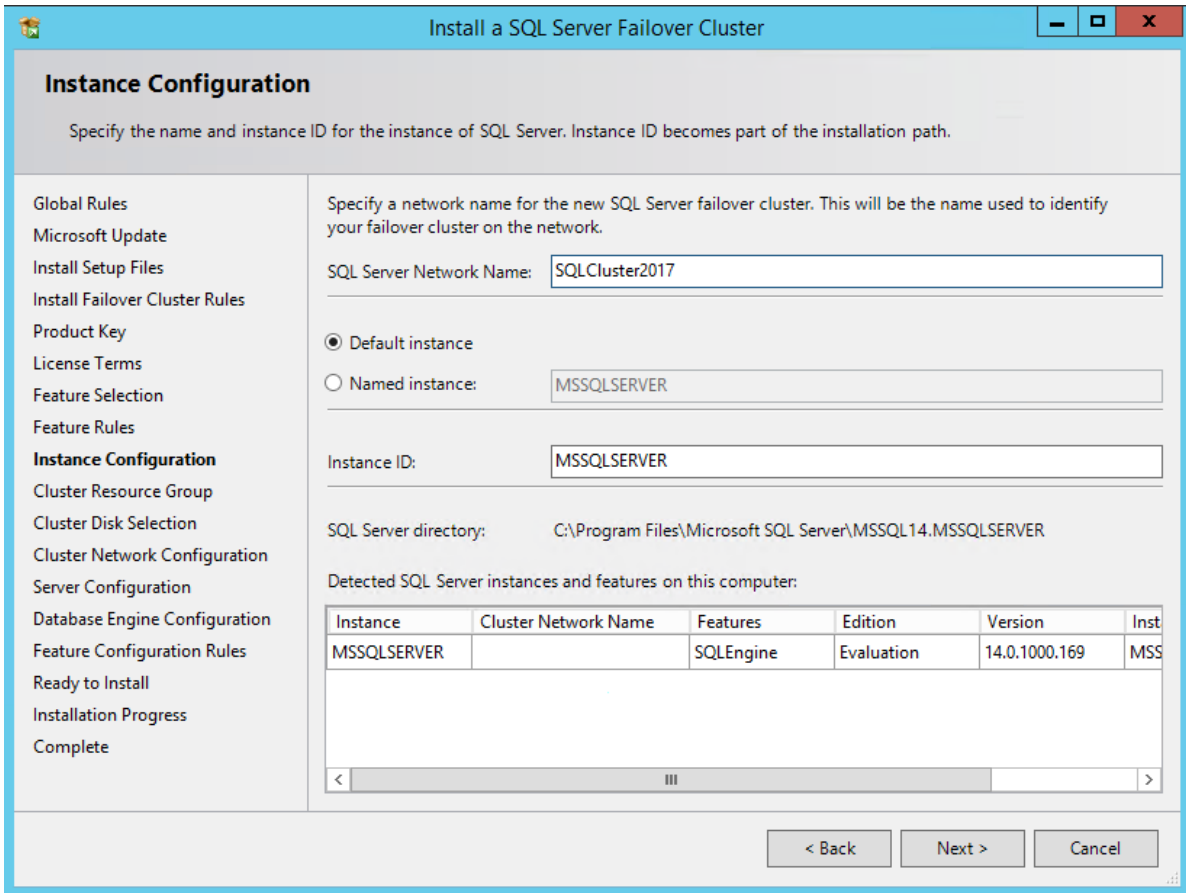 Install a SQL Server Failover Cluster
Instance Configuration
Specify the name and instance ID for the instance of SQL Server. Instance ID becomes part of the installation path.
Global Rules
Microsoft Update
Install Setup Files
Install Failover Cluster Rules
Product Key
License Terms
Feature Selection
Feature Rules
Instance Configuration
Cluster Resource Group
Cluster Disk Selection
Cluster Network Configuration
Server Configuration
Database Engine Configuration
Feature Configuration Rules
Ready to Install
Installation Progress
Complete
Specify a network name for the new SQL Server failover cluster. This will be the name used to identify
your failover cluster on the network.
SQL Server Network Name: SQLCluster2017
Default instance
Named instance: MSSQLSERVER
Instance ID: MSSQLSERVER
SQL Server directory: C:\Program Files\Microsoft SQL Server\MSSQL14.MSSQLSERVER
Detected SQL Server instances and features on this computer:
Instance Cluster Network Name Features Edition Version Inst
MSSQLSERVER SQLEngine Evaluation 14.0.1000.169 MSS
< Back Next > Cancel